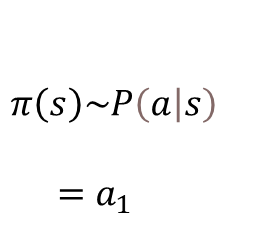 π(s)~P(a|s)
= a₁